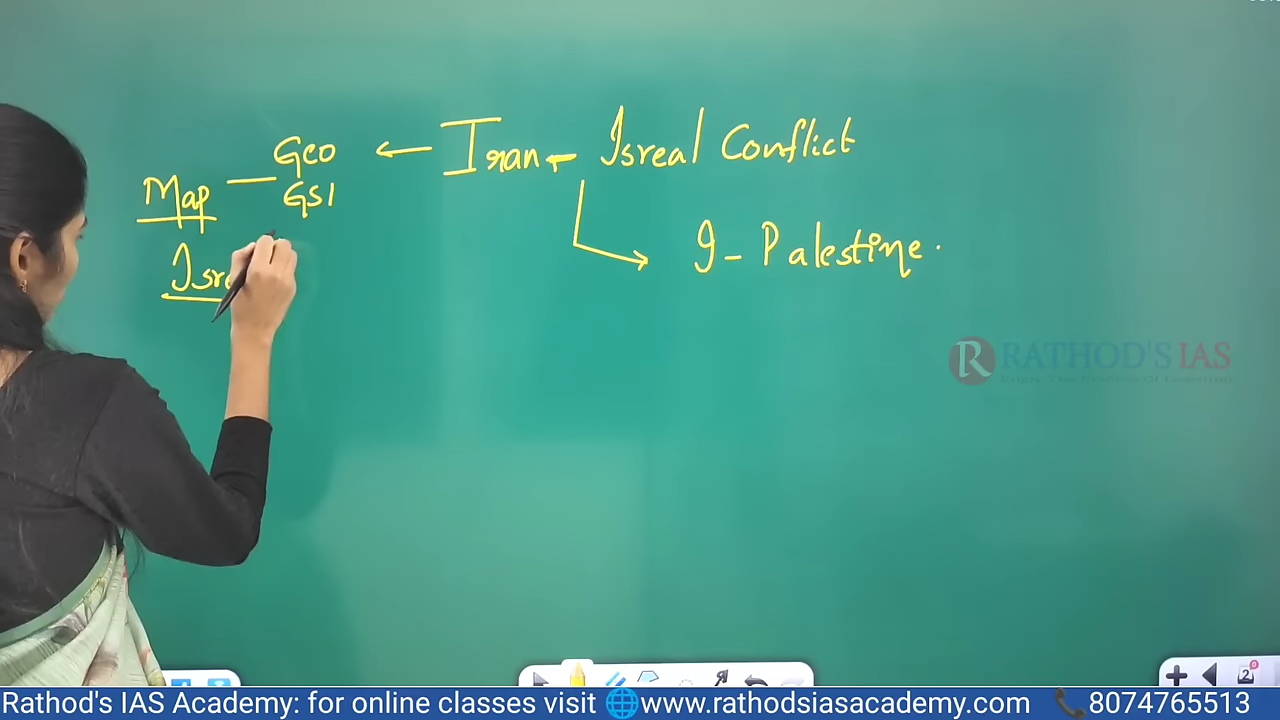 Geo ← Iran - Isreal Conflict
Map — GS1
Isre
I - Palestine.
RATHOD'S IAS
Rathod's IAS Academy: for online classes visit 🌐www.rathodsiasacademy.com 📞8074765513